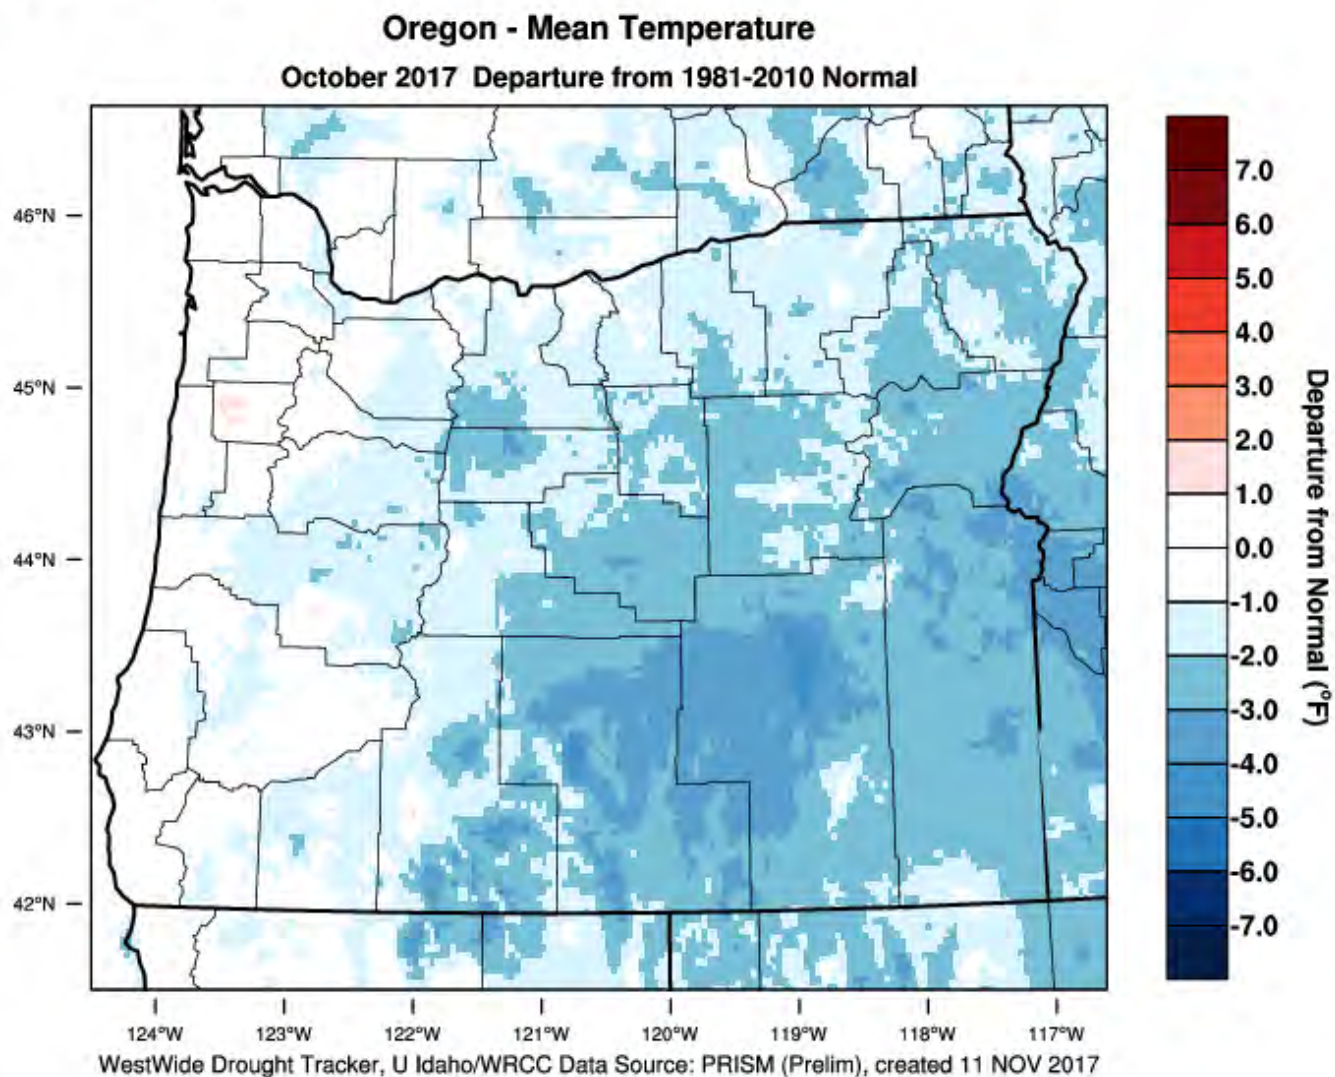 Oregon - Mean Temperature
October 2017 Departure from 1981-2010 Normal
46°N
45°N
44°N
43°N
42°N
124°W 123°W 122°W 121°W 120°W 119°W 118°W 117°W
7.0
6.0
5.0
4.0
3.0
2.0
1.0
0.0
-1.0
-2.0
-3.0
-4.0
-5.0
-6.0
-7.0
Departure from Normal (°F)
WestWide Drought Tracker, U Idaho/WRCC Data Source: PRISM (Prelim), created 11 NOV 2017